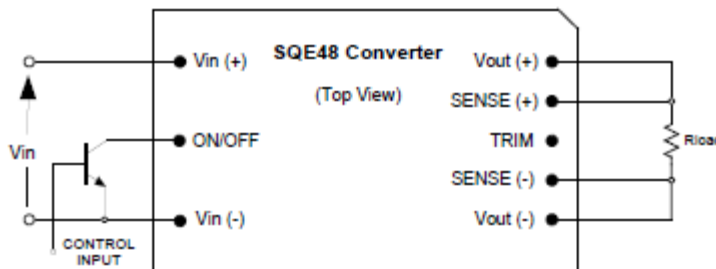 SQE48 Converter
(Top View)
Vin (+)
ON/OFF
Vin (-)
Vin
CONTROL
INPUT
Vout (+)
SENSE (+)
TRIM
SENSE (-)
Vout (-)